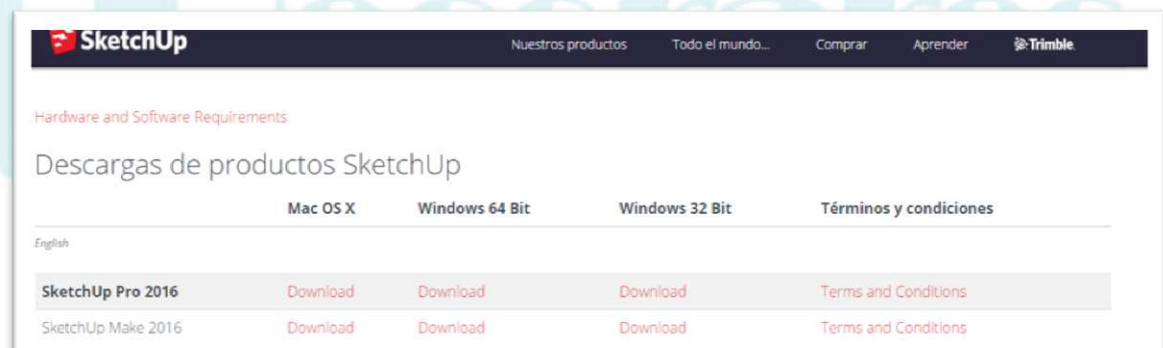 SketchUp Nuestros productos Todo el mundo... Comprar Aprender Trimble
Hardware and Software Requirements
Descargas de productos SketchUp
Mac OS X Windows 64 Bit Windows 32 Bit Términos y condiciones
English
SketchUp Pro 2016 Download Download Download Terms and Conditions
SketchUp Make 2016 Download Download Download Terms and Conditions